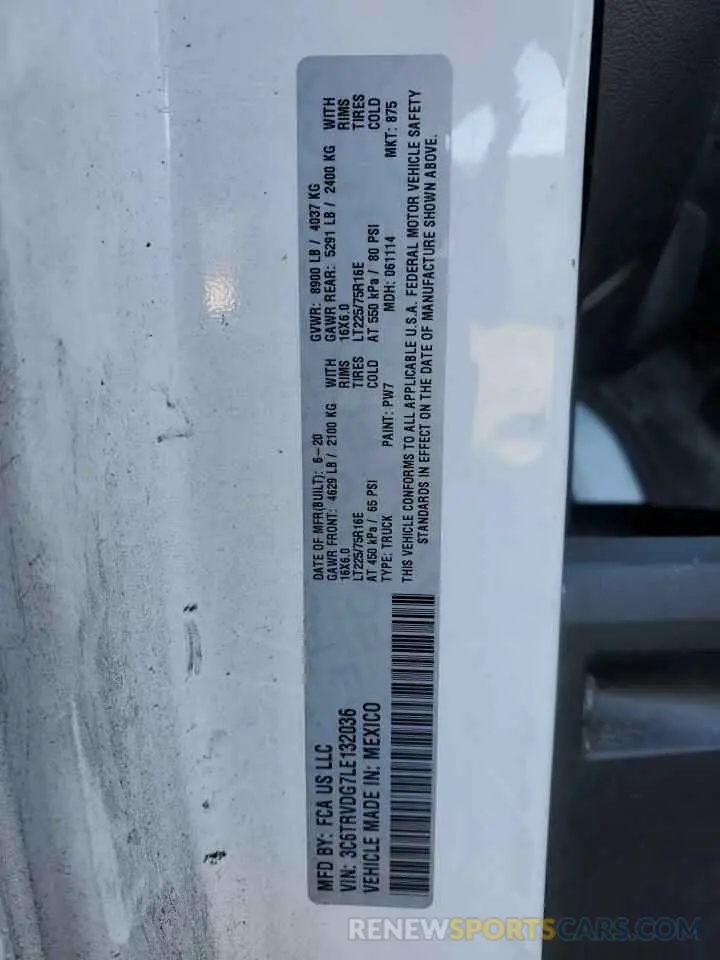 MFD BY: FCA US LLC
VIN: 3C6TRVDG7LE132036
VEHICLE MADE IN: MEXICO
DATE OF MFR(BUILT): 6-20 GVWR: 8900 LB / 4037 KG
GAWR FRONT: 4629 LB / 2100 KG WITH GAWR REAR: 5291 LB / 2400 KG WITH
16X6.0 RIMS 16X6.0 RIMS
LT225/75R16E TIRES LT225/75R16E TIRES
AT 450 kPa / 65 PSI COLD AT 550 kPa / 80 PSI COLD
TYPE: TRUCK PAINT: PW7 MDH: 061114 MKT: 875
THIS VEHICLE CONFORMS TO ALL APPLICABLE U.S.A. FEDERAL MOTOR VEHICLE SAFETY
STANDARDS IN EFFECT ON THE DATE OF MANUFACTURE SHOWN ABOVE.
RENEWSPORTSCARS.COM